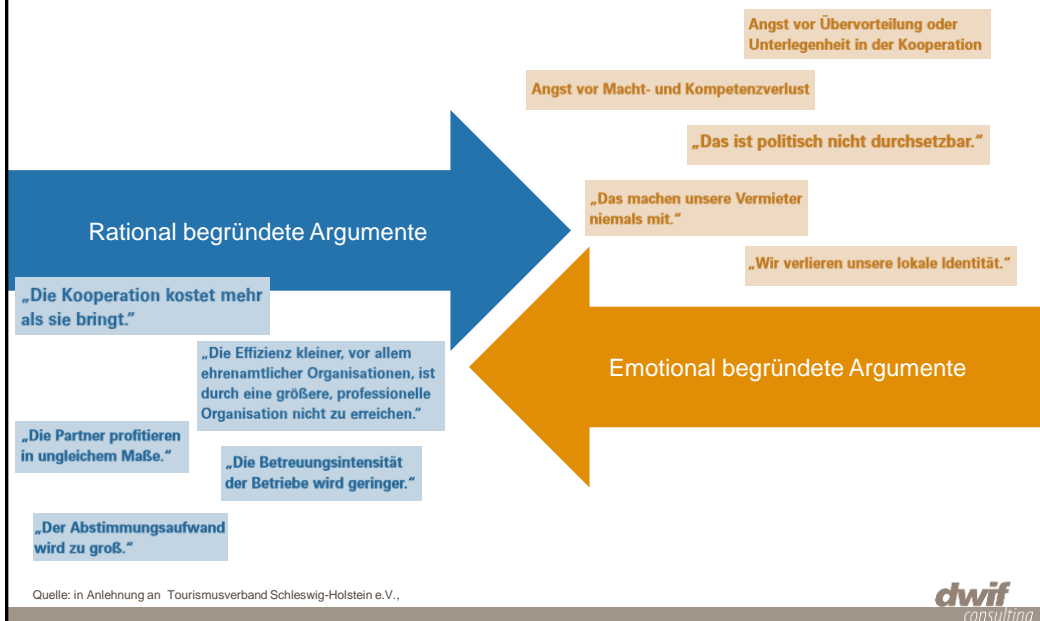 Angst vor Übervorteilung oder
Unterlegenheit in der Kooperation
Angst vor Macht- und Kompetenzverlust
„Das ist politisch nicht durchsetzbar.“
„Das machen unsere Vermieter
niemals mit.“
„Wir verlieren unsere lokale Identität.“
Rational begründete Argumente
„Die Kooperation kostet mehr
als sie bringt.“
„Die Effizienz kleiner, vor allem
ehrenamtlicher Organisationen, ist
durch eine größere, professionelle
Organisation nicht zu erreichen.“
Emotional begründete Argumente
„Die Partner profitieren
in ungleichem Maße.“
„Die Betreuungsintensität
der Betriebe wird geringer.“
„Der Abstimmungsaufwand
wird zu groß.“
Quelle: in Anlehnung an Tourismusverband Schleswig-Holstein e.V.,
dwif
consulting